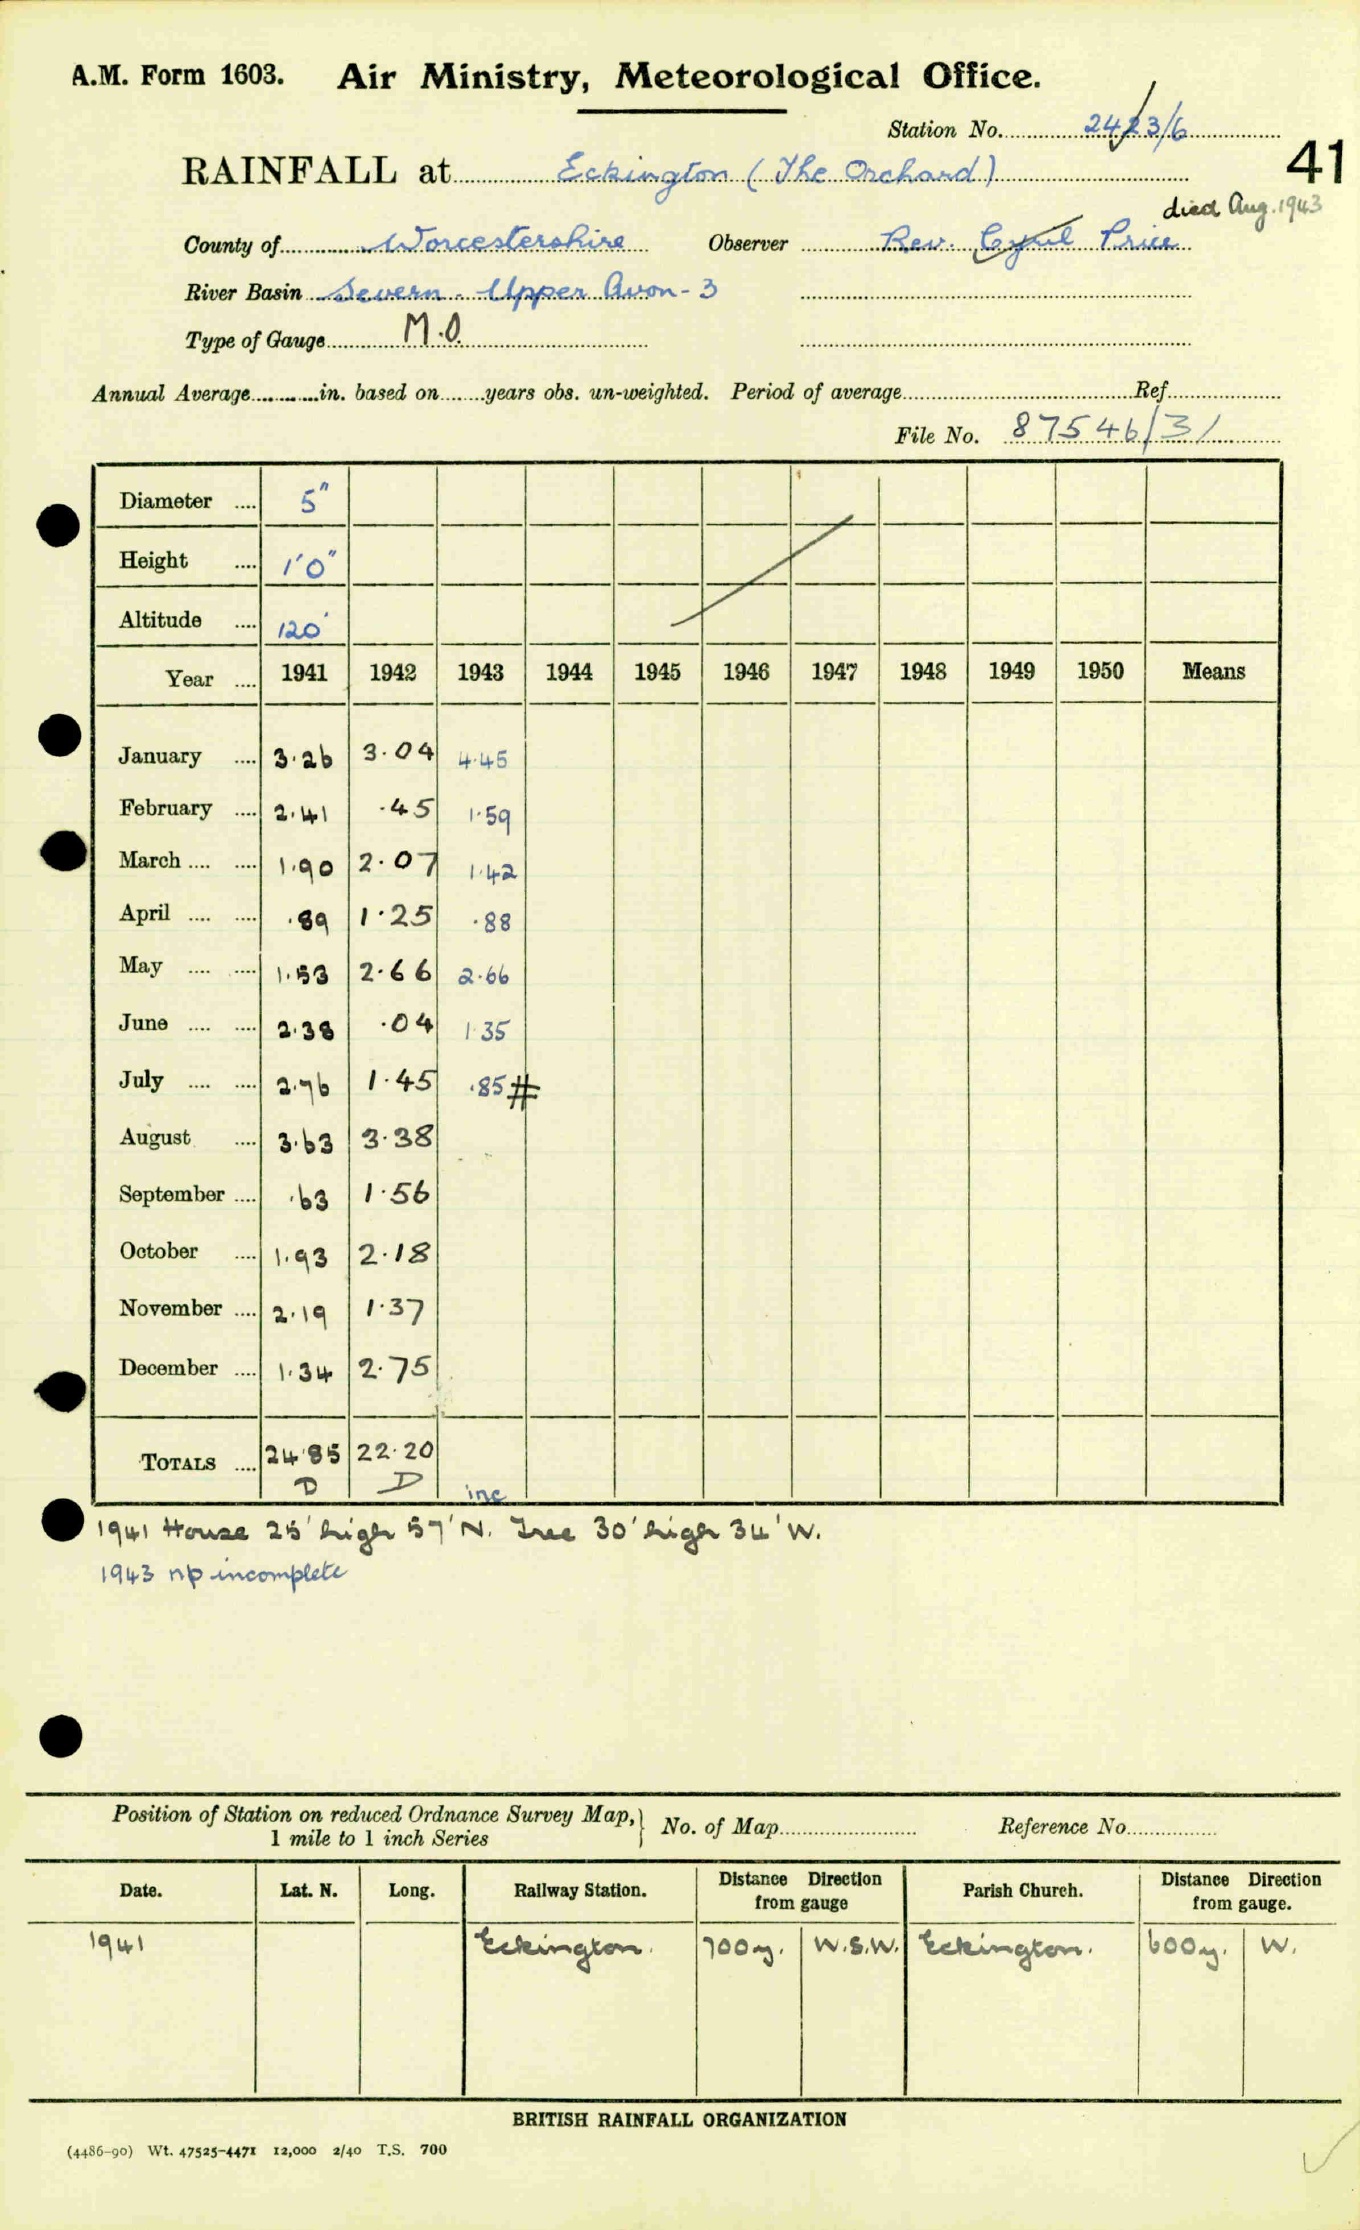 A.M. Form 1603. Air Ministry, Meteorological Office.
Station No. 2423/6
41
RAINFALL at Eckington (The Orchard)
died Aug. 1943
County of Worcestershire Observer Rev. Cyril Price
River Basin Severn - Upper Avon - 3
Type of Gauge M.O.
Annual Average in. based on years obs. un-weighted. Period of average Ref
File No. 87546/31
Diameter 5"
Height 1'0"
Altitude 120'
Year 1941 1942 1943 1944 1945 1946 1947 1948 1949 1950 Means
January 3.26 3.04 4.45
February 2.41 .45 1.59
March 1.90 2.07 1.42
April .89 1.25 .88
May 1.53 2.66 2.66
June 2.38 .04 1.35
July 2.76 1.45 .85 #
August 3.63 3.38
September .63 1.56
October 1.93 2.18
November 2.19 1.37
December 1.34 2.75
TOTALS 24.85 22.20
D D inc
1941 House 25' high 57' N. Tree 30' high 34' W.
1943 np incomplete
Position of Station on reduced Ordnance Survey Map, 1 mile to 1 inch Series } No. of Map Reference No.
Date. Lat. N. Long. Railway Station. Distance Direction from gauge Parish Church. Distance Direction from gauge.
1941 Eckington. 700y. W.S.W. Eckington. 600y. W.
BRITISH RAINFALL ORGANIZATION
(4486-90) Wt. 47525-4471 12,000 2/40 T.S. 700